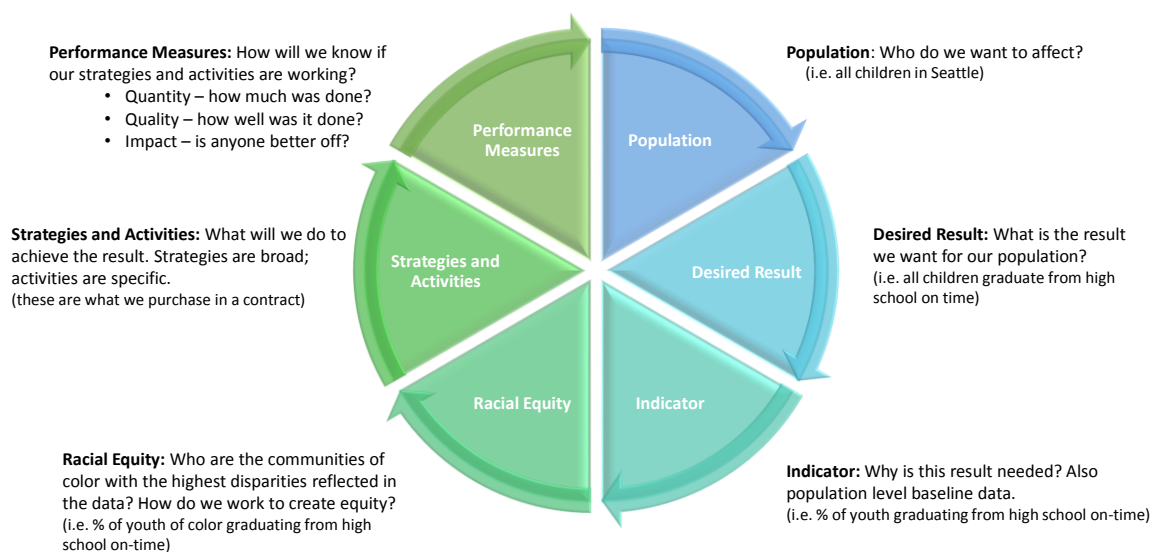 Performance Measures: How will we know if
our strategies and activities are working?
• Quantity – how much was done?
• Quality – how well was it done?
• Impact – is anyone better off?
Population: Who do we want to affect?
(i.e. all children in Seattle)
Performance
Measures
Population
Strategies and Activities: What will we do to
achieve the result. Strategies are broad;
activities are specific.
(these are what we purchase in a contract)
Strategies and
Activities
Desired Result
Desired Result: What is the result
we want for our population?
(i.e. all children graduate from high
school on time)
Racial Equity
Indicator
Racial Equity: Who are the communities of
color with the highest disparities reflected in
the data? How do we work to create equity?
(i.e. % of youth of color graduating from high
school on-time)
Indicator: Why is this result needed? Also
population level baseline data.
(i.e. % of youth graduating from high school on-time)